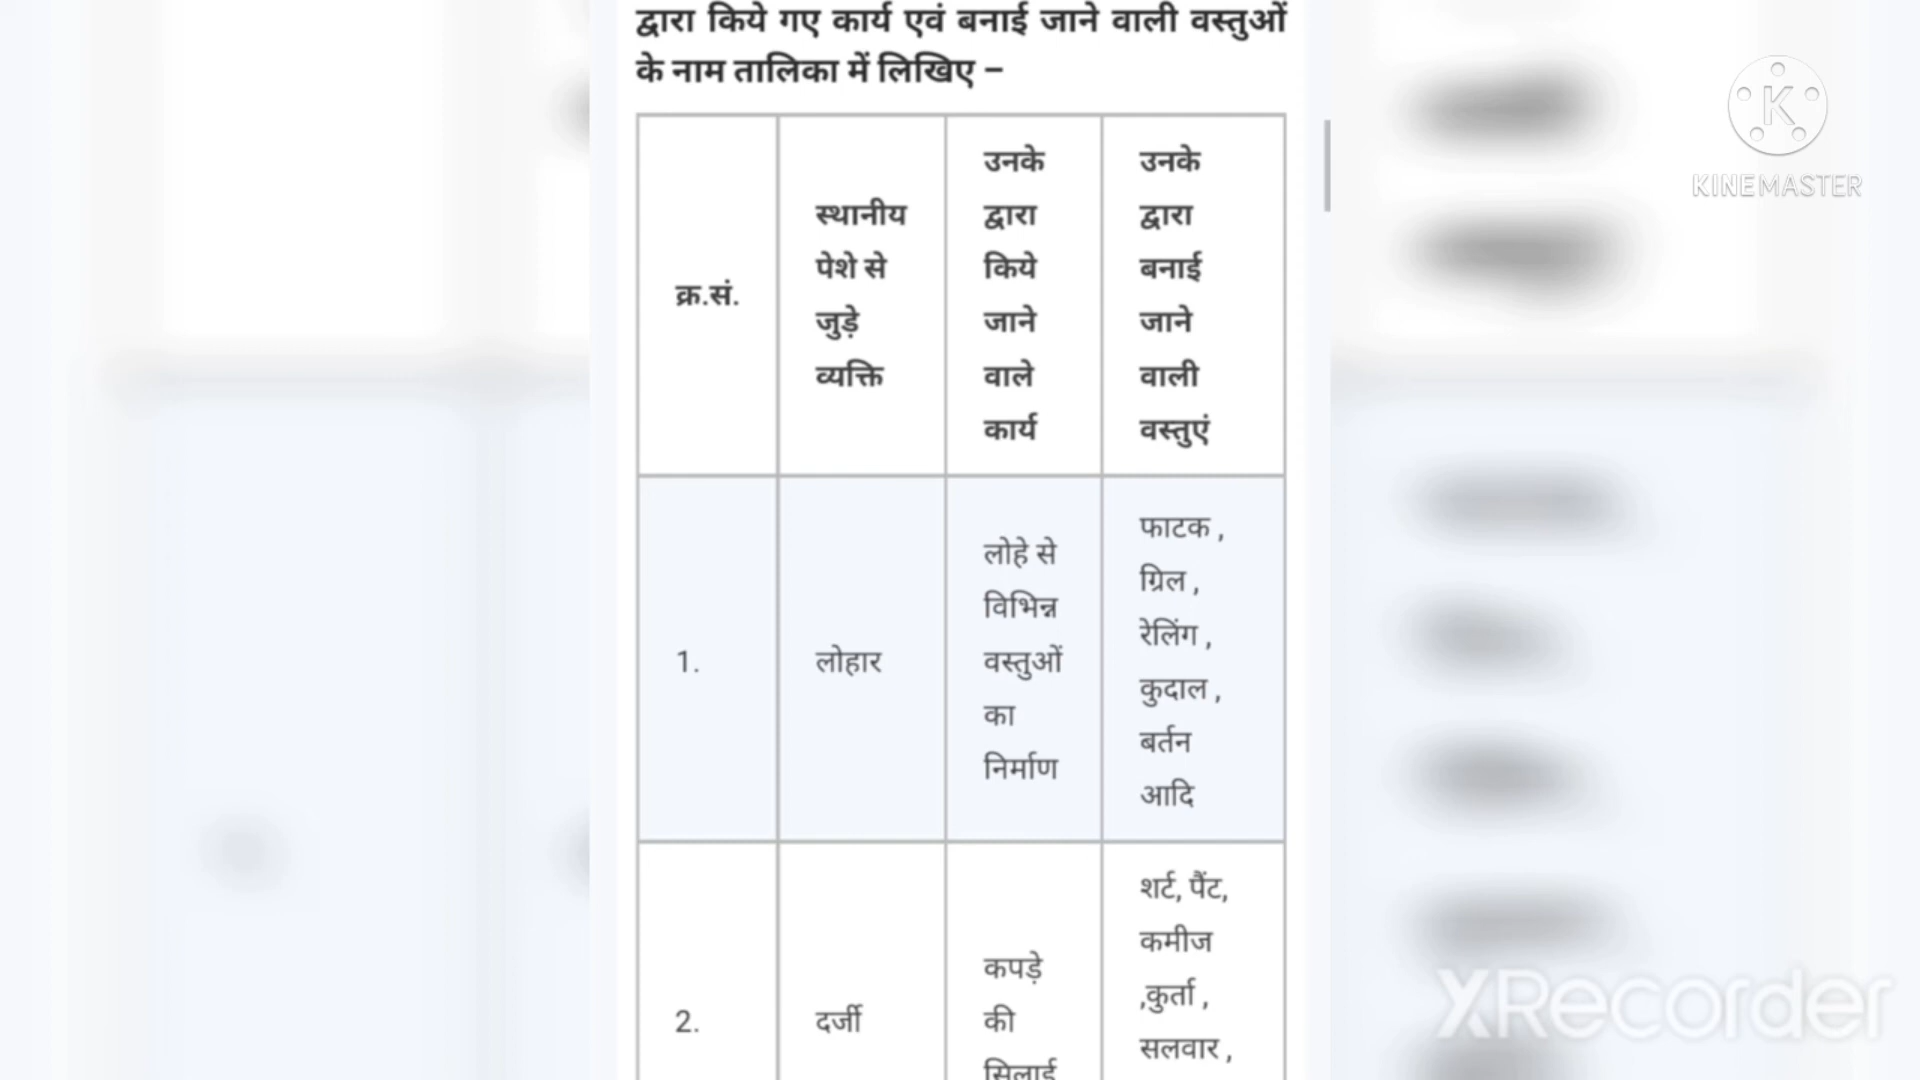 द्वारा किये गए कार्य एवं बनाई जाने वाली वस्तुओं
के नाम तालिका में लिखिए –
क्र.सं.
स्थानीय
पेशे से
जुड़े
व्यक्ति
उनके
द्वारा
किये
जाने
वाले
कार्य
उनके
द्वारा
बनाई
जाने
वाली
वस्तुएं
1.
लोहार
लोहे से
विभिन्न
वस्तुओं
का
निर्माण
फाटक ,
ग्रिल ,
रेलिंग ,
कुदाल ,
बर्तन
आदि
2.
दर्जी
कपड़े
की
सिलाई
शर्ट, पैंट,
कमीज
,कुर्ता ,
सलवार ,
K
KINEMASTER
XRecorder